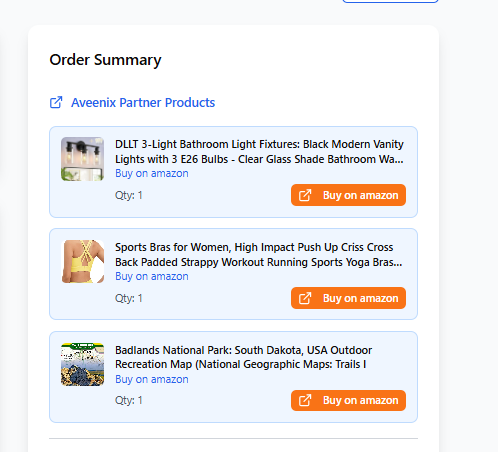 Order Summary
Aveenix Partner Products
DLLT 3-Light Bathroom Light Fixtures: Black Modern Vanity
Lights with 3 E26 Bulbs - Clear Glass Shade Bathroom Wa...
Buy on amazon
Qty: 1
Buy on amazon
Sports Bras for Women, High Impact Push Up Criss Cross
Back Padded Strappy Workout Running Sports Yoga Bras...
Buy on amazon
Qty: 1
Buy on amazon
Badlands National Park: South Dakota, USA Outdoor
Recreation Map (National Geographic Maps: Trails I
Buy on amazon
Qty: 1
Buy on amazon